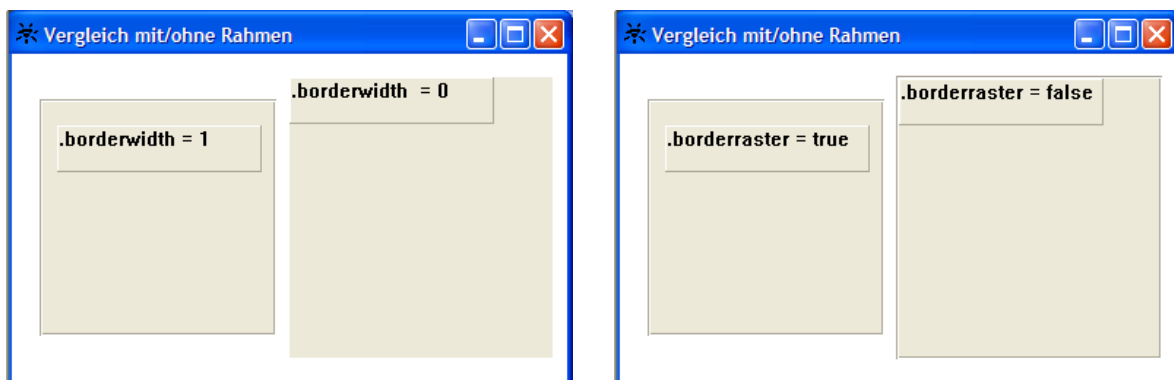 Vergleich mit/ohne Rahmen
.borderwidth = 1
.borderwidth  = 0
Vergleich mit/ohne Rahmen
.borderraster = true
.borderraster = false